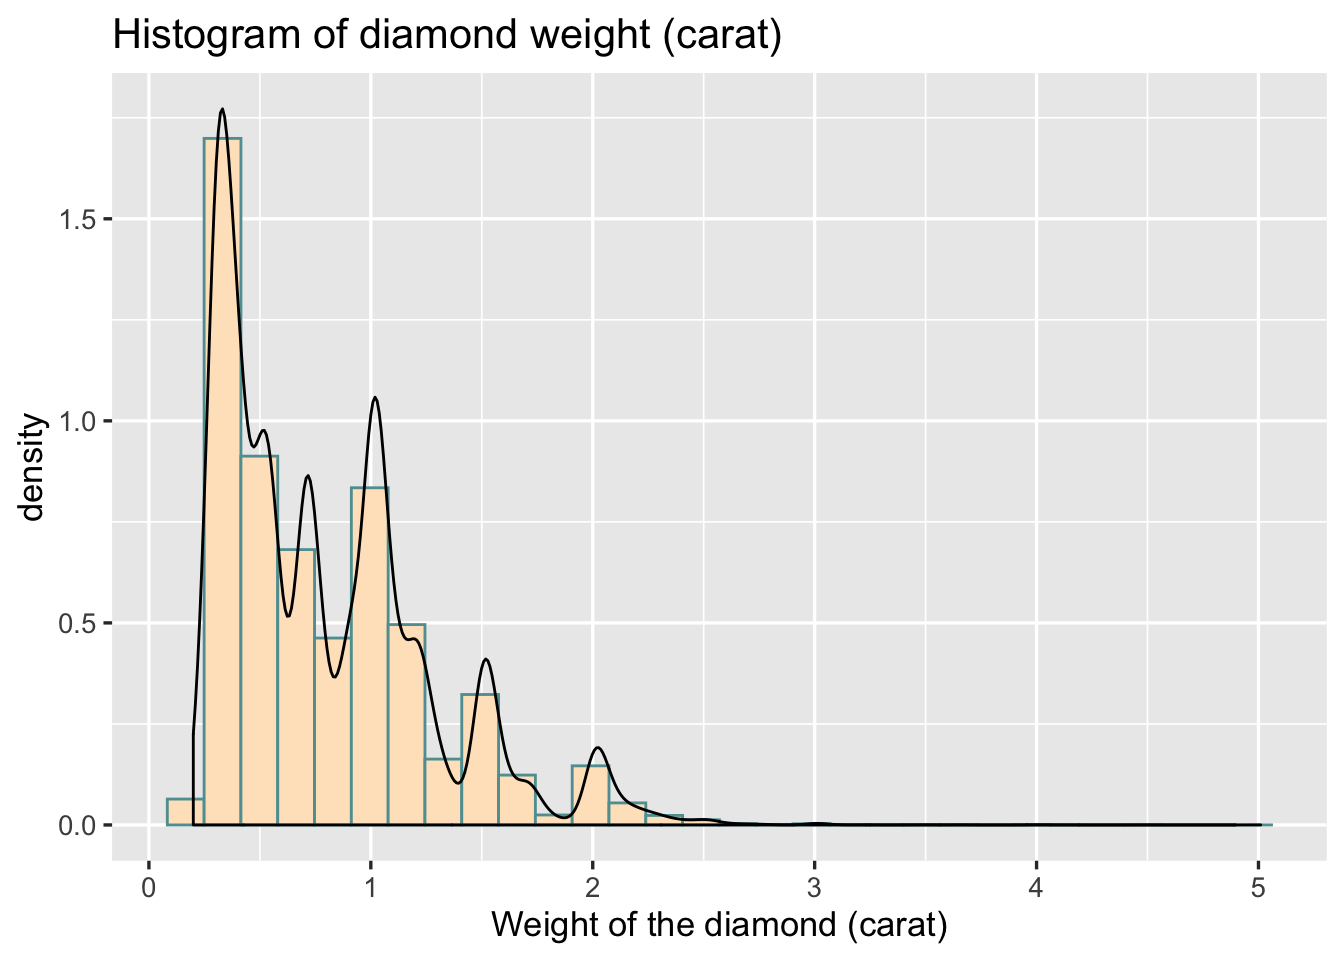 Histogram of diamond weight (carat)
density
1.5
1.0
0.5
0.0
0 1 2 3 4 5
Weight of the diamond (carat)